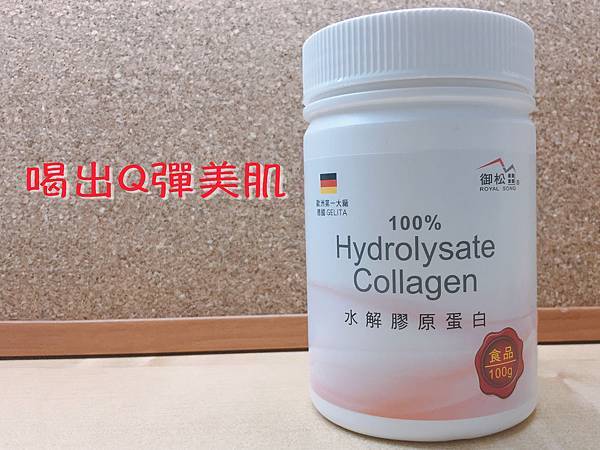 喝出Q彈美肌
御松
ROYAL SONG
歐洲第一大廠
德國 GELITA
100%
Hydrolysate
Collagen
水解膠原蛋白
食品
100g